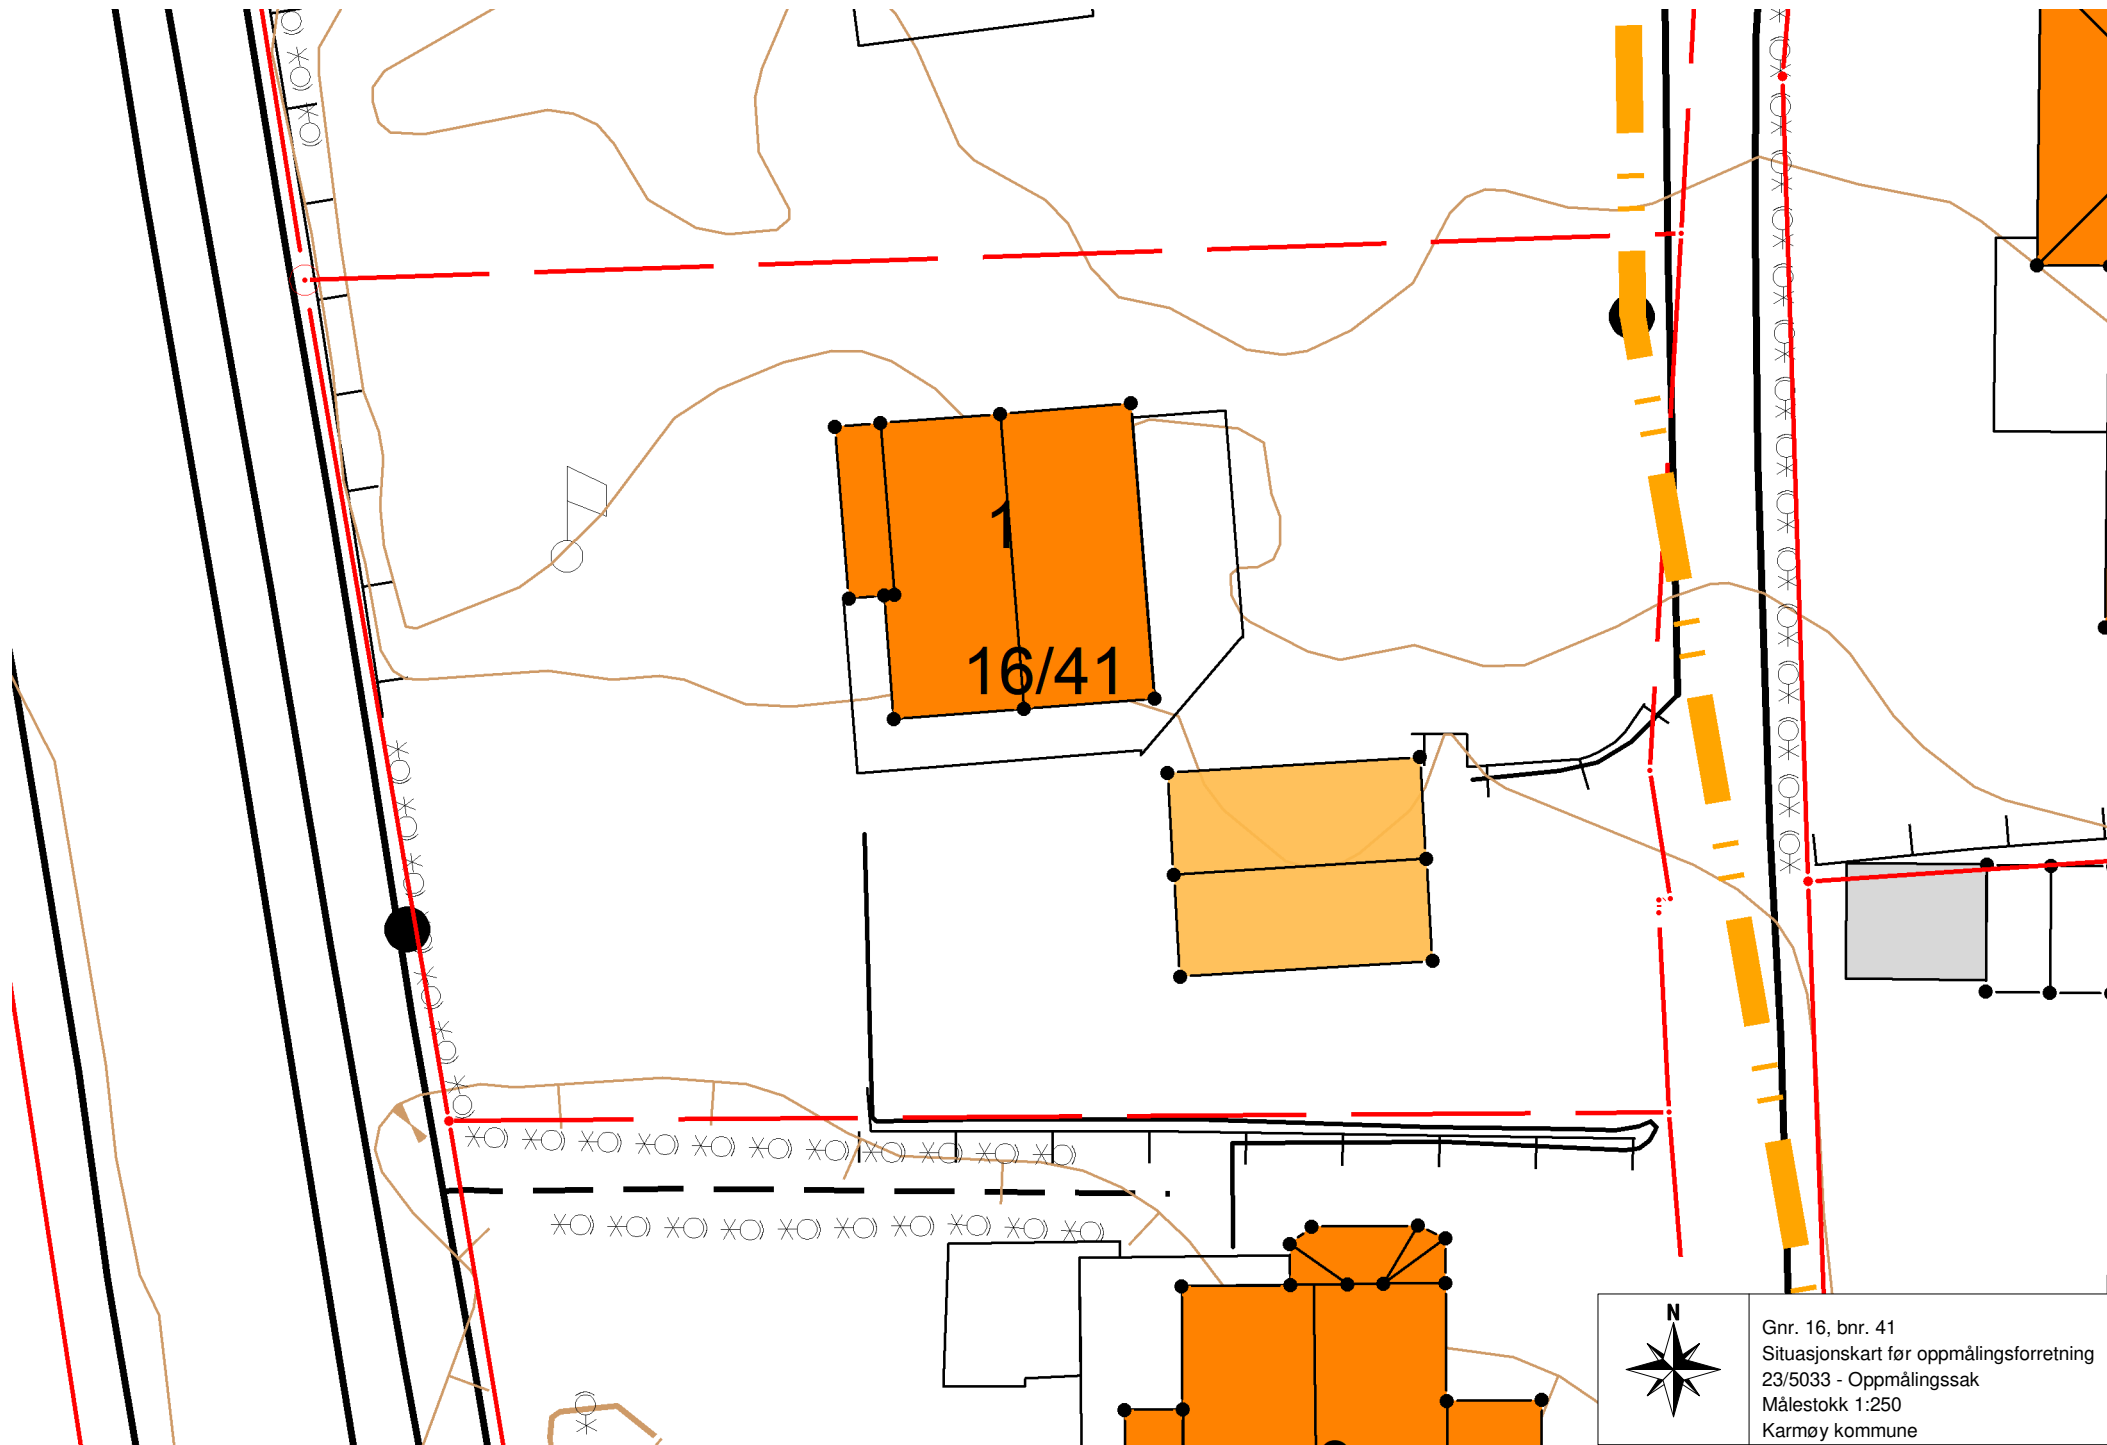 1
16/41
N
Gnr. 16, bnr. 41
Situasjonskart før oppmålingsforretning
23/5033 - Oppmålingssak
Målestokk 1:250
Karmøy kommune